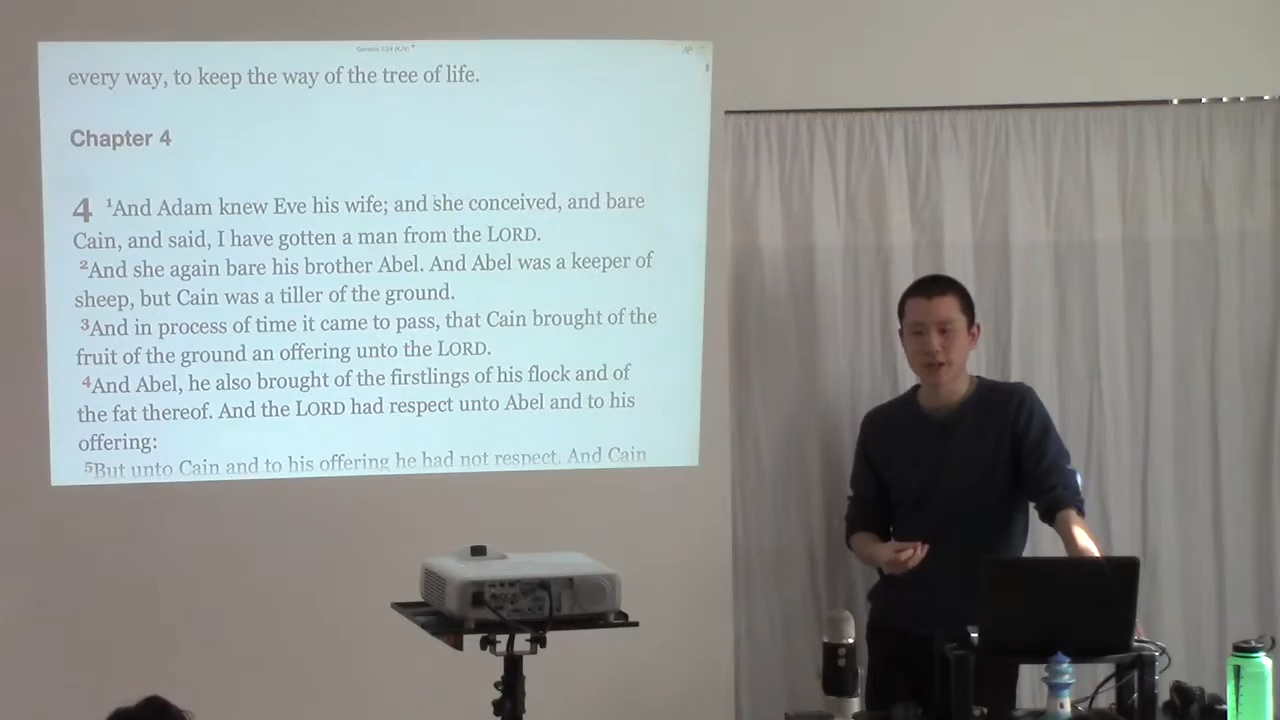 Genesis 3:24 (KJV)
every way, to keep the way of the tree of life.
Chapter 4
4 ¹And Adam knew Eve his wife; and she conceived, and bare
Cain, and said, I have gotten a man from the LORD.
²And she again bare his brother Abel. And Abel was a keeper of
sheep, but Cain was a tiller of the ground.
³And in process of time it came to pass, that Cain brought of the
fruit of the ground an offering unto the LORD.
⁴And Abel, he also brought of the firstlings of his flock and of
the fat thereof. And the LORD had respect unto Abel and to his
offering:
⁵But unto Cain and to his offering he had not respect. And Cain